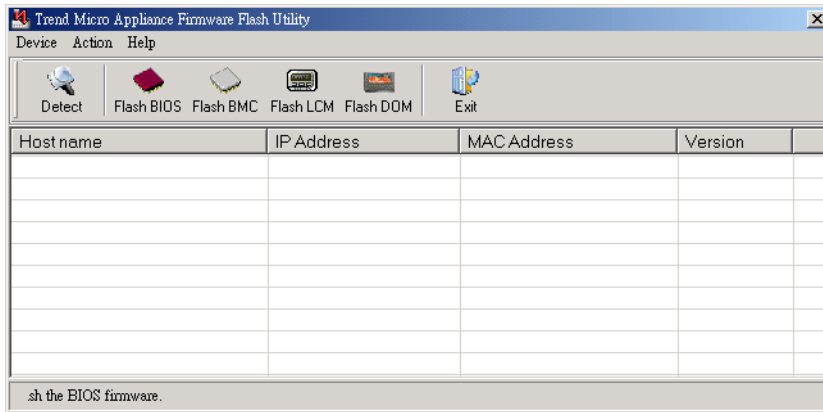 Trend Micro Appliance Firmware Flash Utility
Device Action Help
Detect Flash BIOS Flash BMC Flash LCM Flash DOM Exit
Host name IP Address MAC Address Version
sh the BIOS firmware.